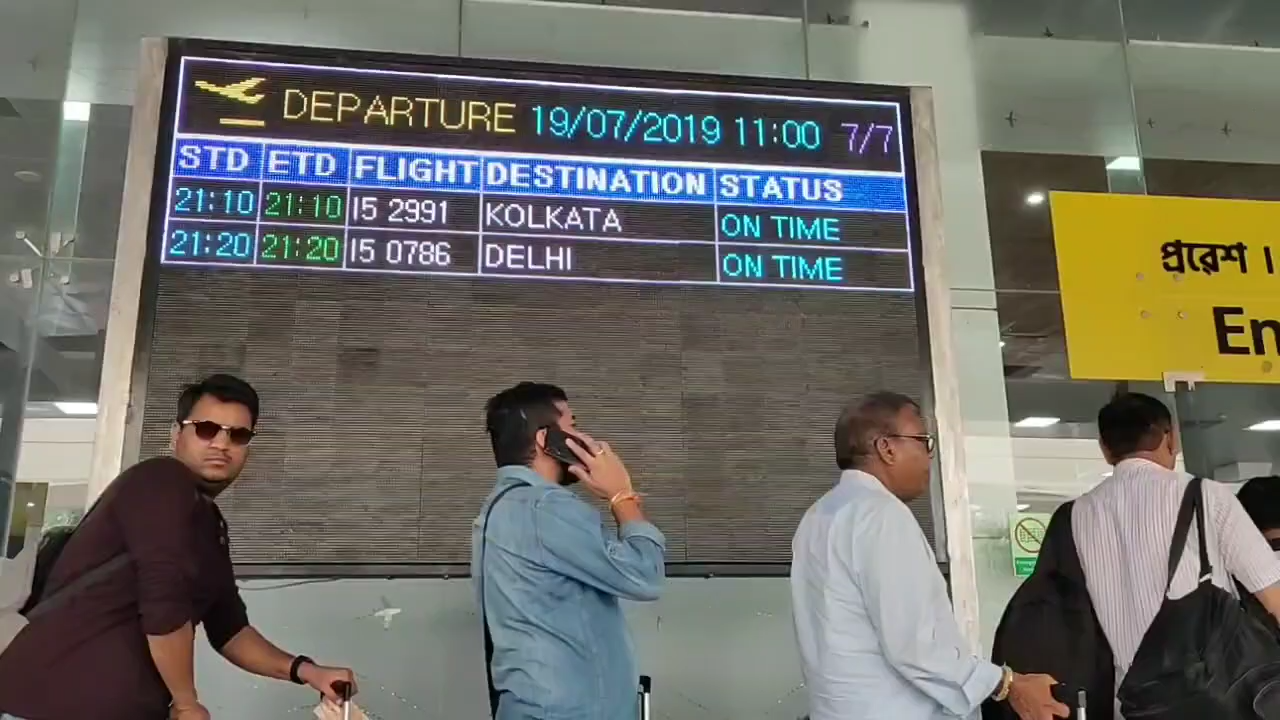 DEPARTURE 19/07/2019 11:00 7/7
STD ETD FLIGHT DESTINATION STATUS
21:10 21:10 I5 2991 KOLKATA ON TIME
21:20 21:20 I5 0786 DELHI ON TIME
প্রৱেশ ।
En